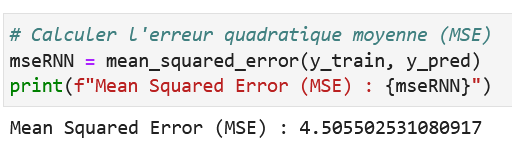 # Calculer l'erreur quadratique moyenne (MSE)
mseRNN = mean_squared_error(y_train, y_pred)
print(f"Mean Squared Error (MSE) : {mseRNN}")
Mean Squared Error (MSE) : 4.505502531080917